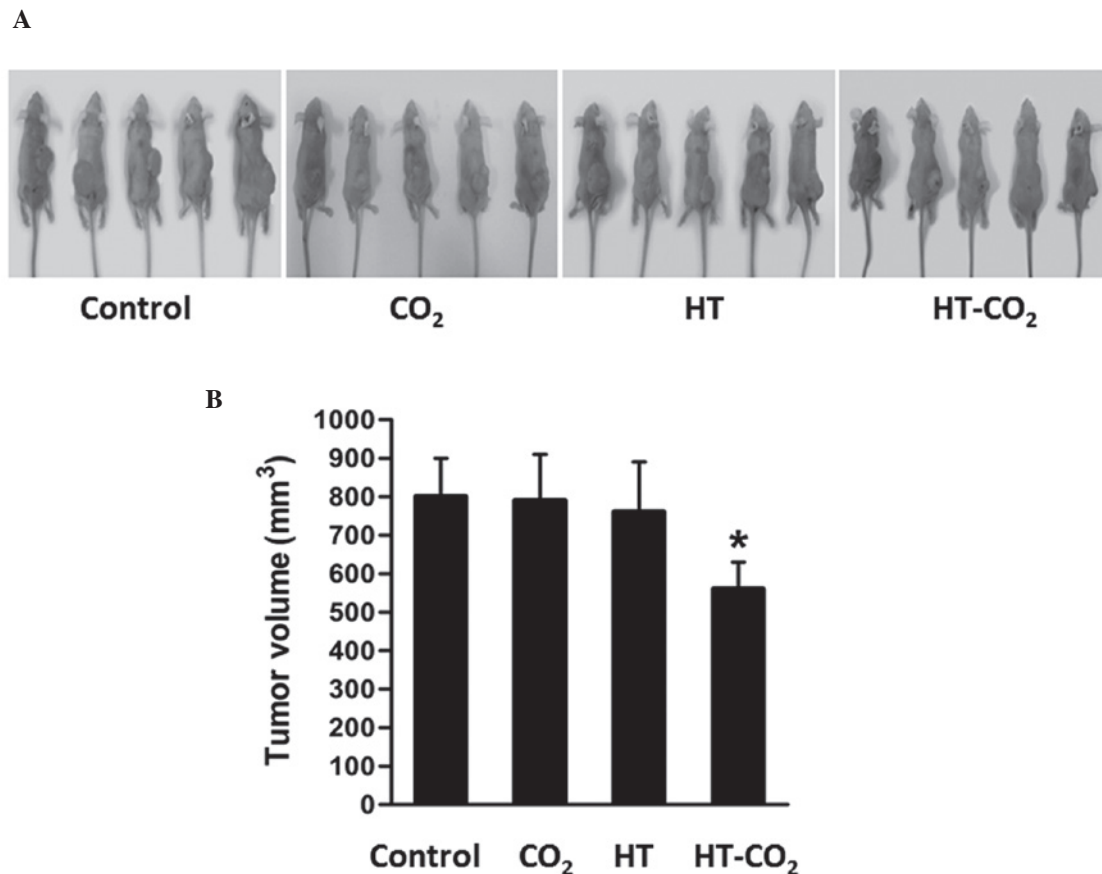 A
Control CO₂ HT HT-CO₂
B
Tumor volume (mm³)
1000
900
800
700
600
500
400
300
200
100
0
*
Control CO₂ HT HT-CO₂